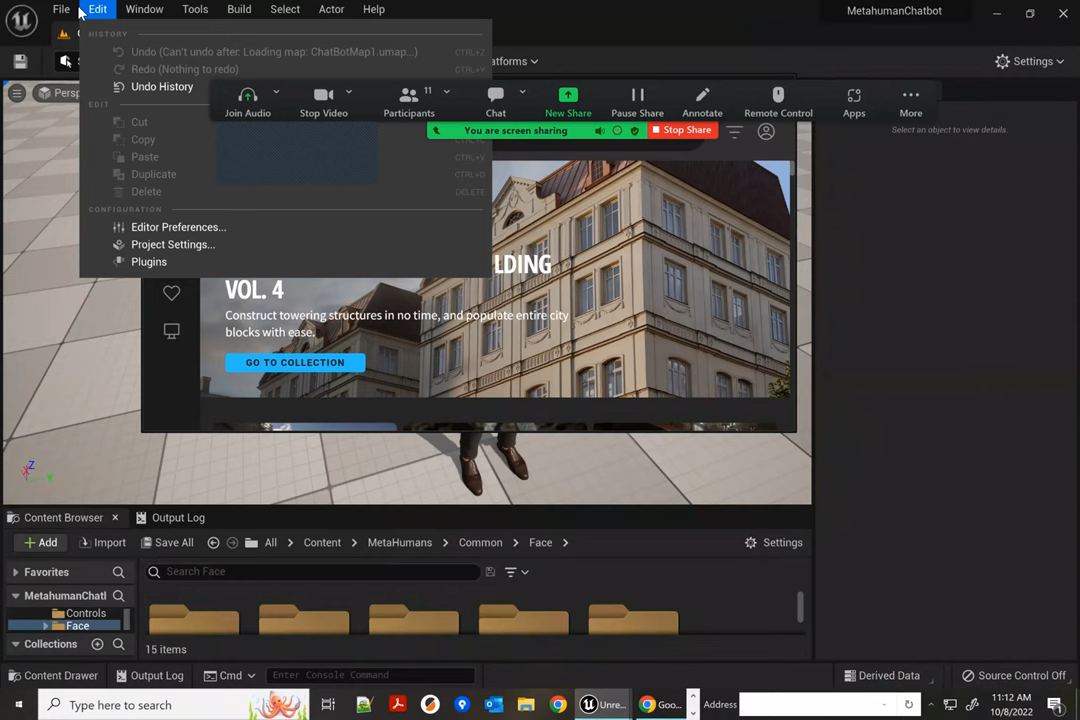 File Edit Window Tools Build Select Actor Help MetahumanChatbot
HISTORY
Undo (Can't undo after: Loading map: ChatBotMap1.umap...) CTRL+Z
Redo (Nothing to redo) CTRL+Y
Undo History
EDIT
Cut
Copy
Paste CTRL+V
Duplicate CTRL+D
Delete DELETE
CONFIGURATION
Editor Preferences...
Project Settings...
Plugins
Settings
Join Audio Stop Video Participants 11 Chat New Share Pause Share Annotate Remote Control Apps More
You are screen sharing Stop Share
Select an object to view details.
LDING
VOL. 4
Construct towering structures in no time, and populate entire city
blocks with ease.
GO TO COLLECTION
Z
Content Browser Output Log
Add Import Save All All Content MetaHumans Common Face Settings
Favorites Search Face
MetahumanChatl
Controls
Face
Collections 15 items
Content Drawer Output Log Cmd Enter Console Command Derived Data Source Control Off
Type here to search Unre... Goo... Address 11:12 AM
10/8/2022